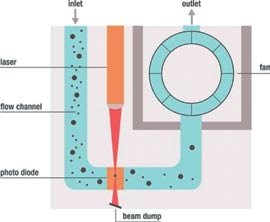 inlet
outlet
laser
fan
flow channel
photo diode
beam dump